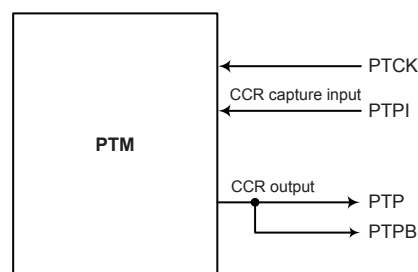 PTCK
CCR capture input
PTPI
PTM
CCR output
PTP
PTPB